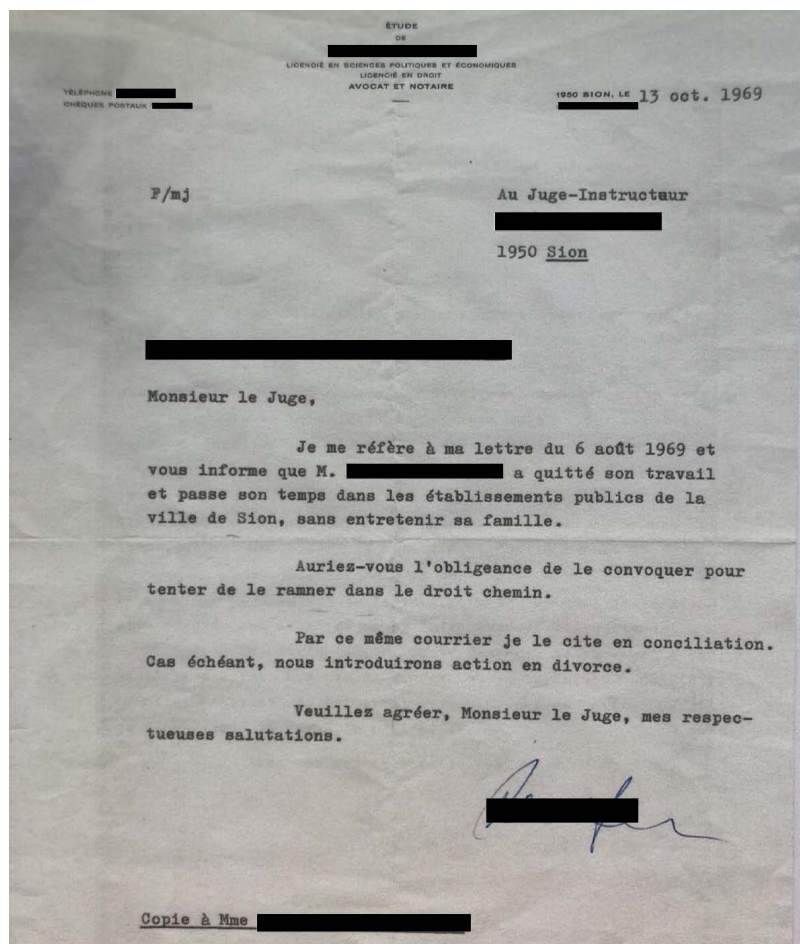 ÉTUDE
DE
LICENCIÉ EN SCIENCES POLITIQUES ET ÉCONOMIQUES
LICENCIÉ EN DROIT
AVOCAT ET NOTAIRE
TÉLÉPHONE
CHÈQUES POSTAUX
1950 SION, LE 13 oct. 1969
F/mj
Au Juge-Instructeur
1950 Sion
Monsieur le Juge,
Je me réfère à ma lettre du 6 août 1969 et
vous informe que M. a quitté son travail
et passe son temps dans les établissements publics de la
ville de Sion, sans entretenir sa famille.
Auriez-vous l'obligeance de le convoquer pour
tenter de le ramner dans le droit chemin.
Par ce même courrier je le cite en conciliation.
Cas échéant, nous introduirons action en divorce.
Veuillez agréer, Monsieur le Juge, mes respec-
tueuses salutations.
Copie à Mme